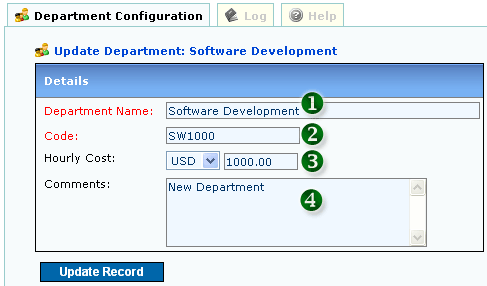 Department Configuration Log Help
Update Department: Software Development
Details
Department Name: Software Development 1
Code: SW1000 2
Hourly Cost: USD 1000.00 3
Comments: New Department 4
Update Record